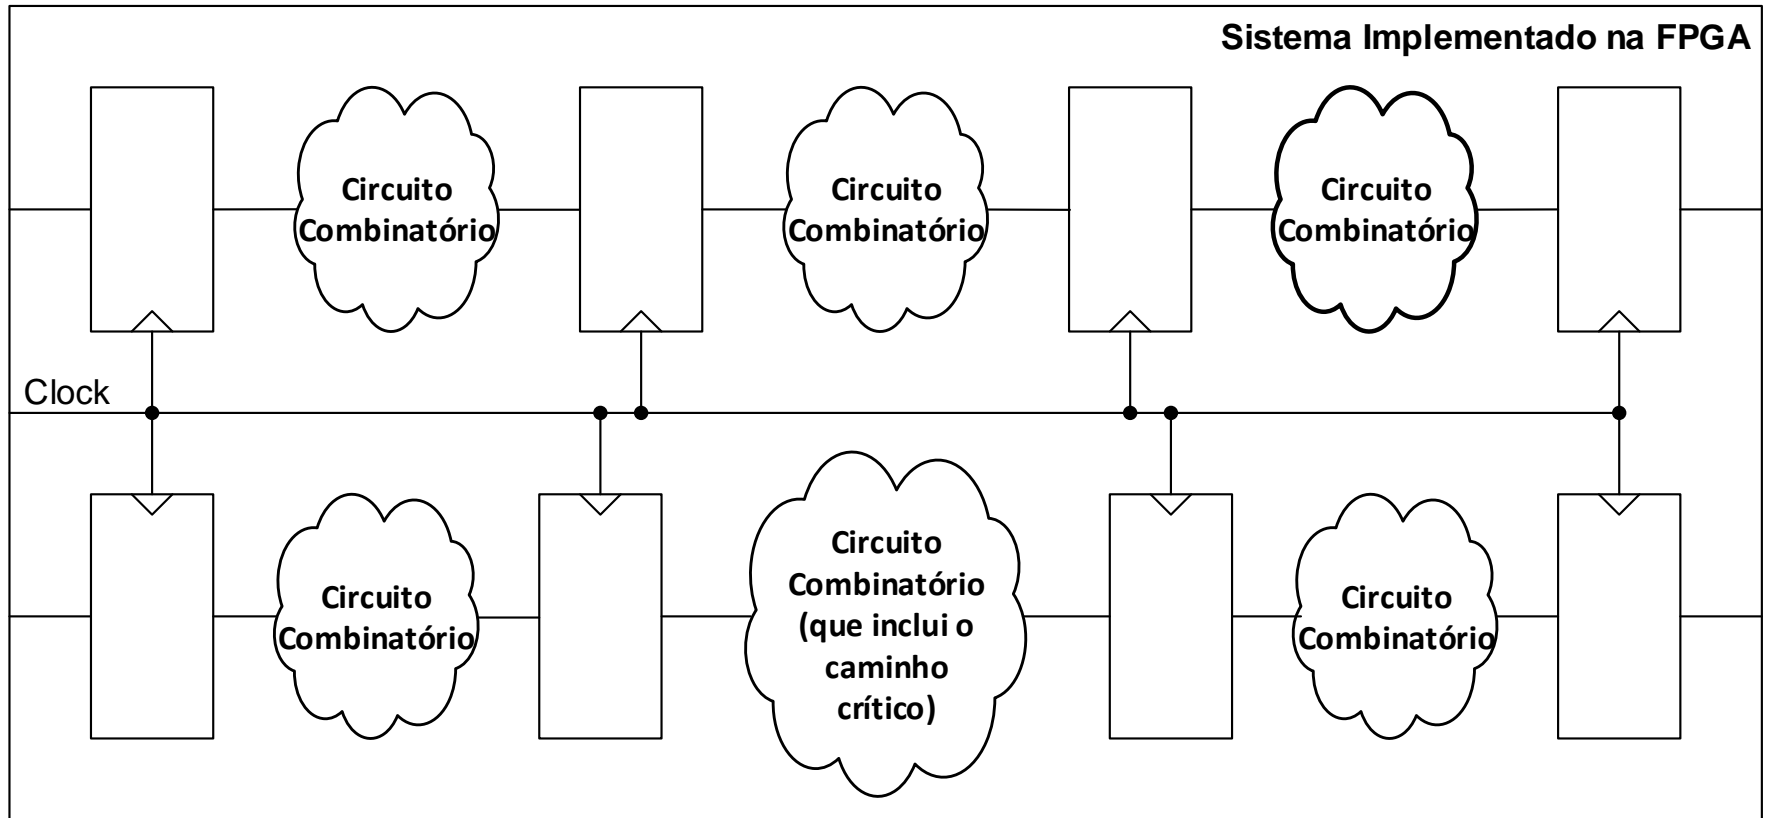 Sistema Implementado na FPGA
Circuito
Combinatório
Circuito
Combinatório
Circuito
Combinatório
Clock
Circuito
Combinatório
Circuito
Combinatório
(que inclui o
caminho
crítico)
Circuito
Combinatório